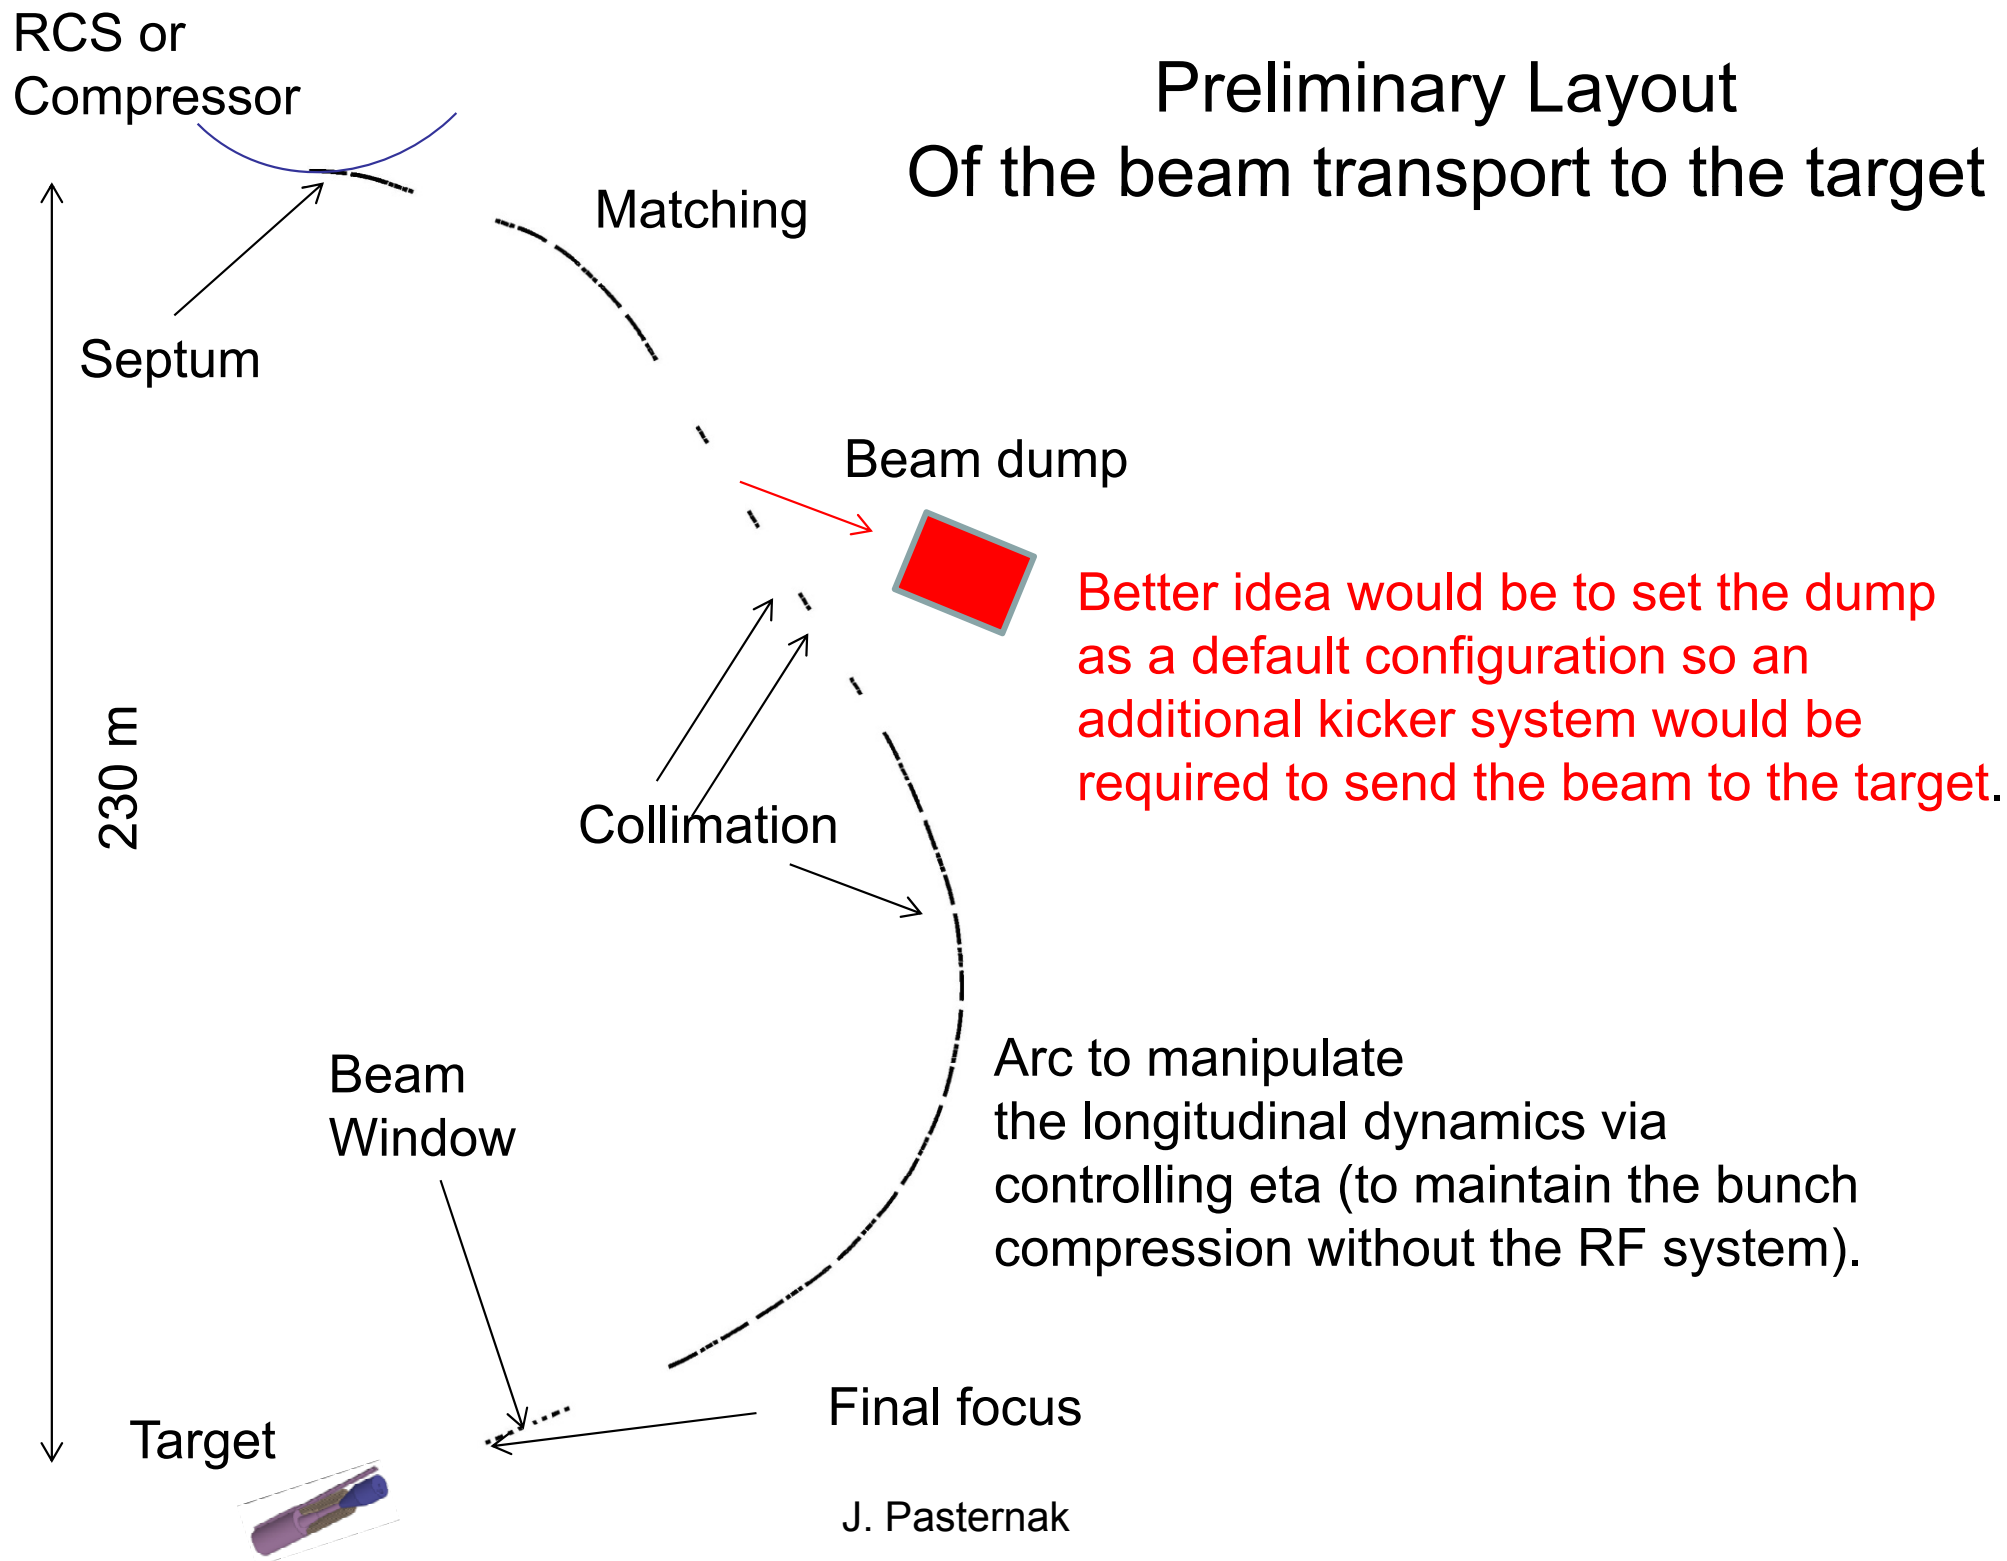 RCS or
Compressor
Preliminary Layout
Of the beam transport to the target
Matching
Septum
Beam dump
Better idea would be to set the dump
as a default configuration so an
additional kicker system would be
required to send the beam to the target.
230 m
Collimation
Beam
Window
Arc to manipulate
the longitudinal dynamics via
controlling eta (to maintain the bunch
compression without the RF system).
Final focus
Target
J. Pasternak